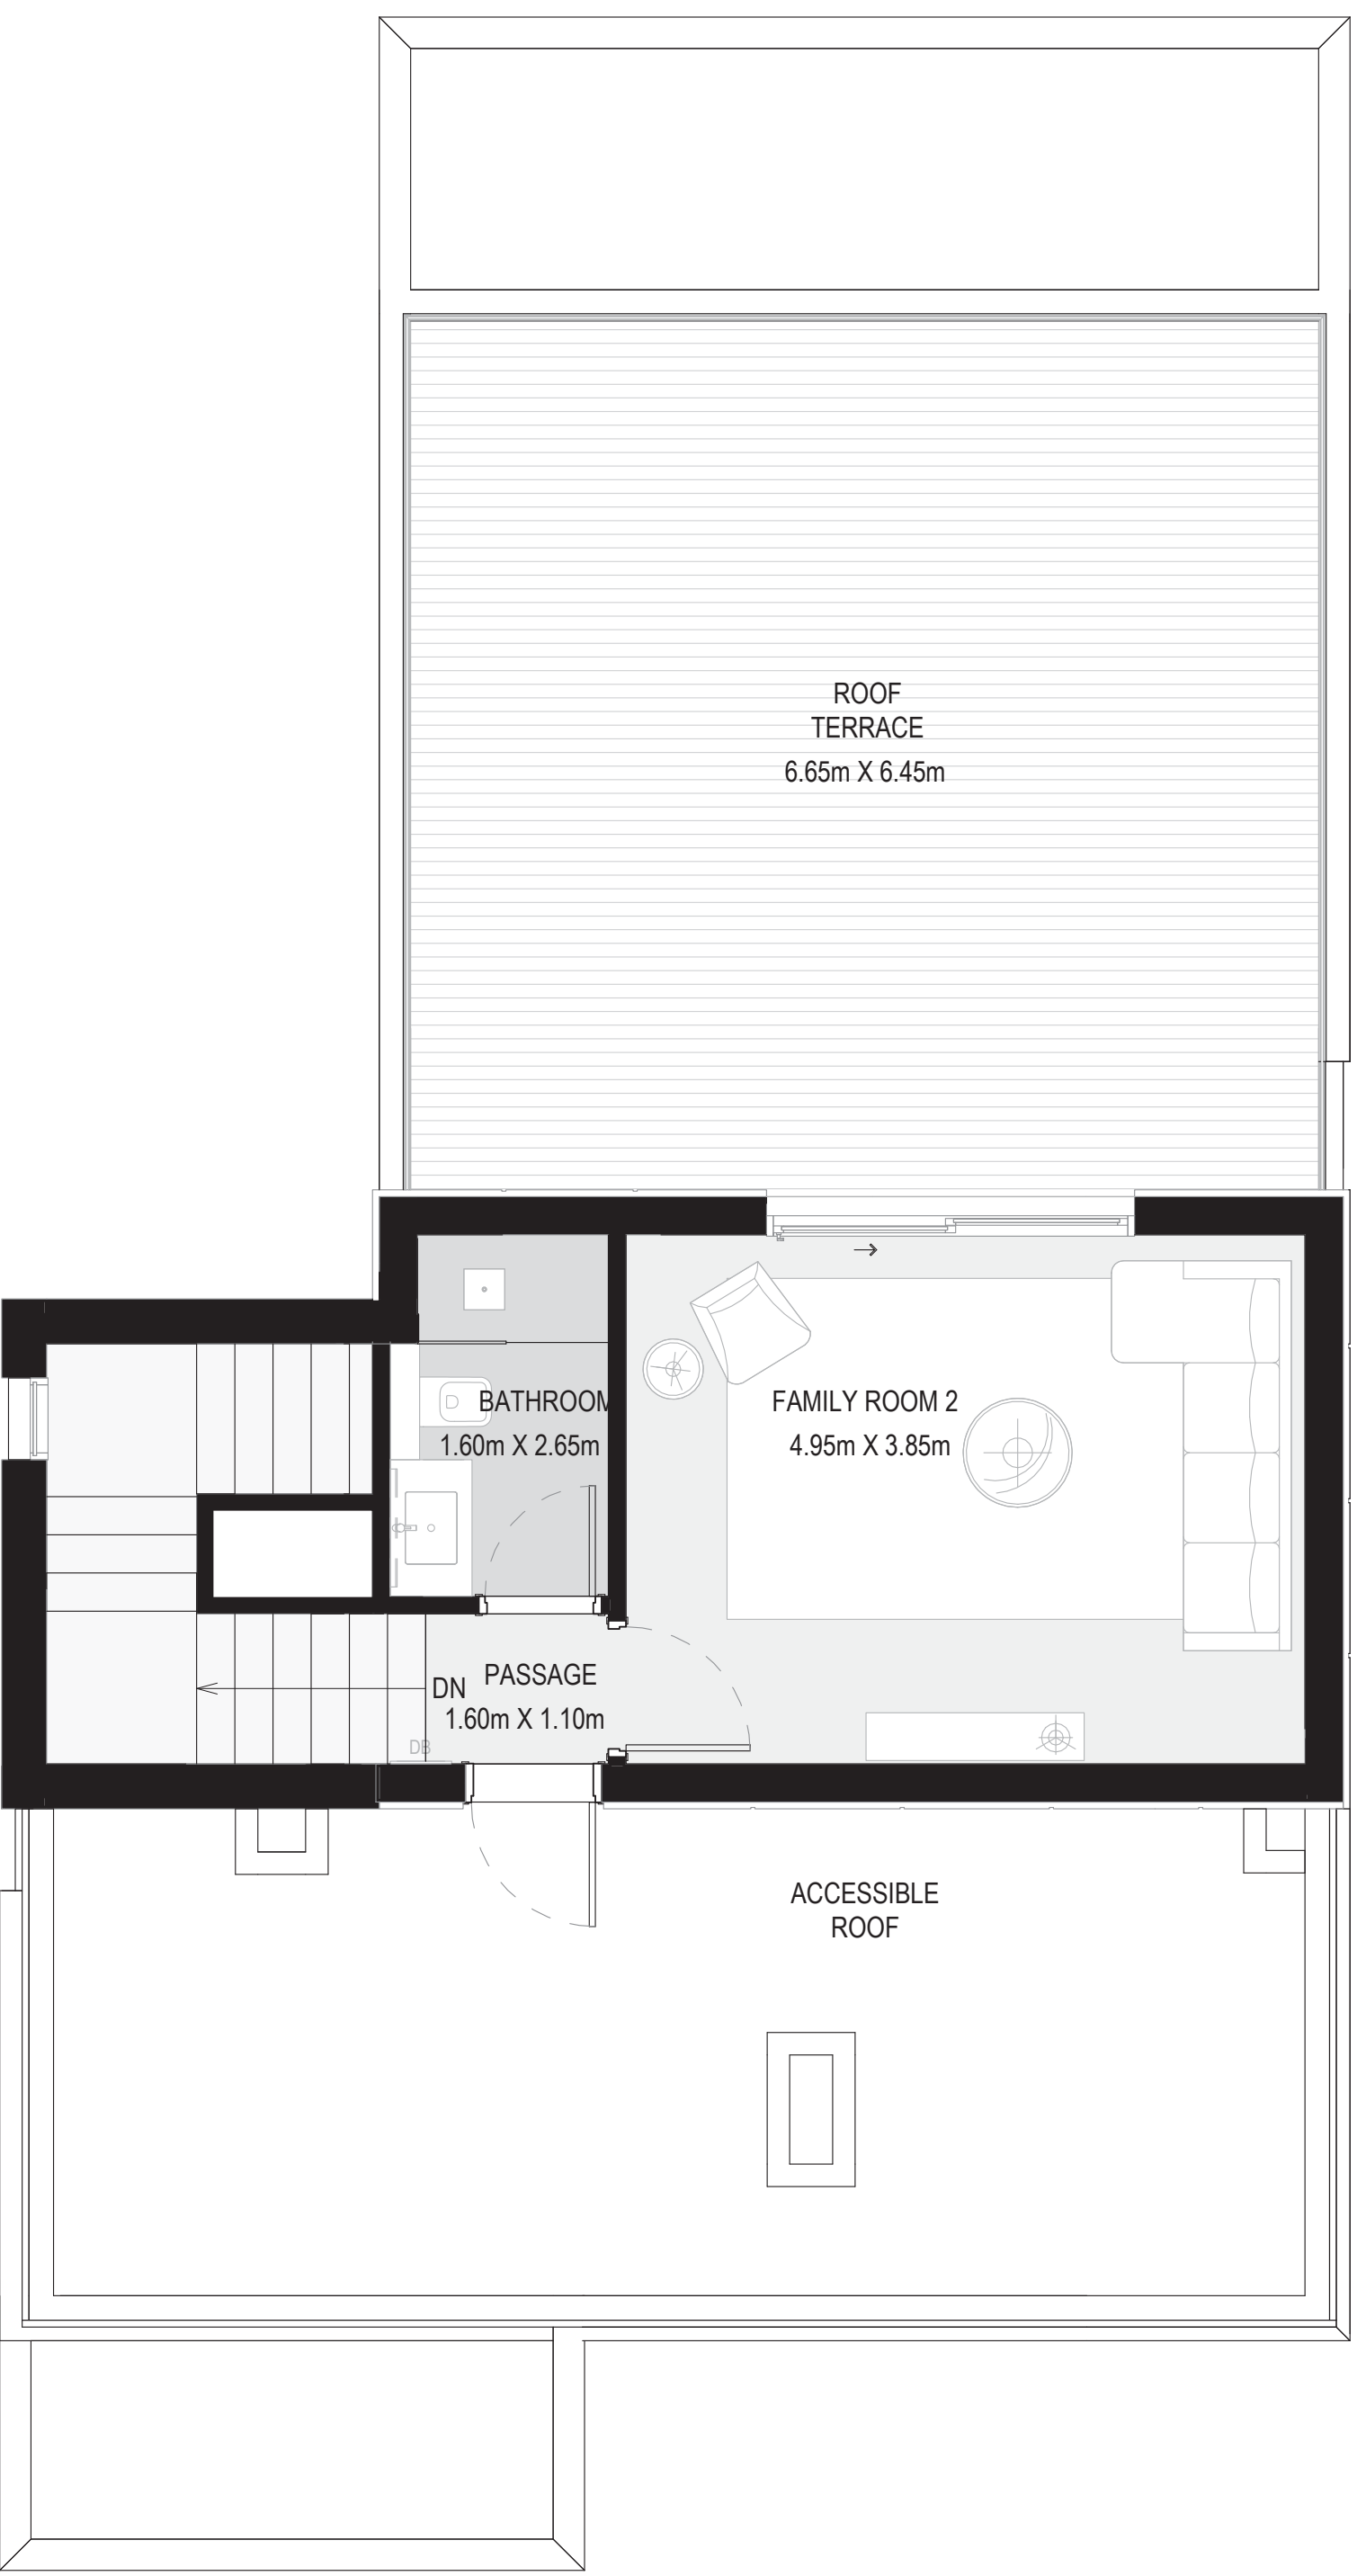 ROOF
TERRACE
6.65m X 6.45m
BATHROOM
1.60m X 2.65m
FAMILY ROOM 2
4.95m X 3.85m
PASSAGE
DN
1.60m X 1.10m
DB
ACCESSIBLE
ROOF